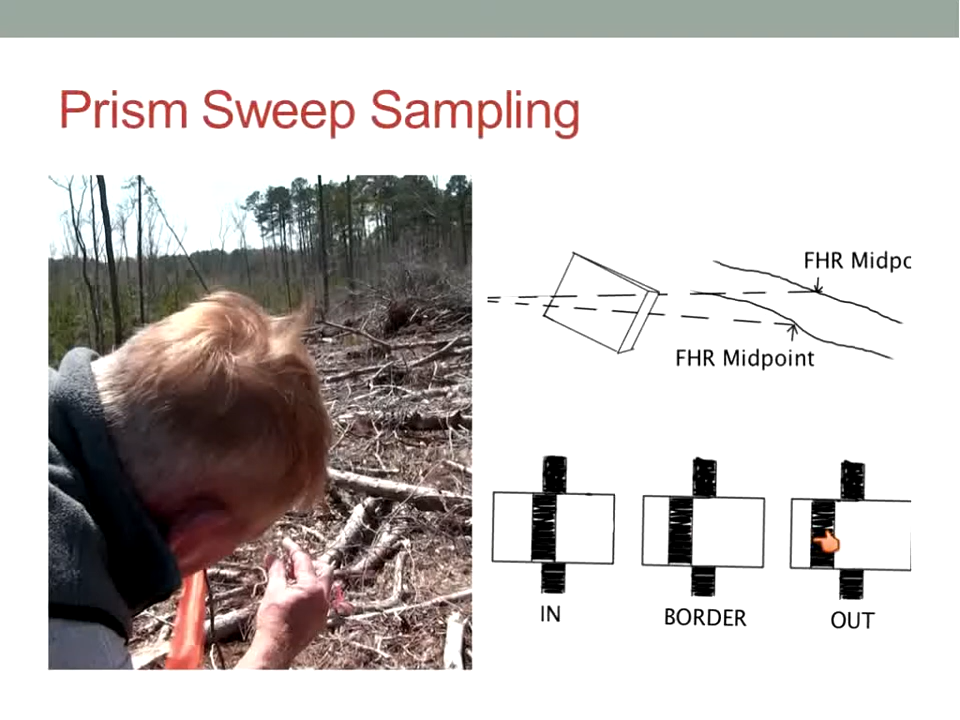 Prism Sweep Sampling
FHR Midpo
FHR Midpoint
IN
BORDER
OUT